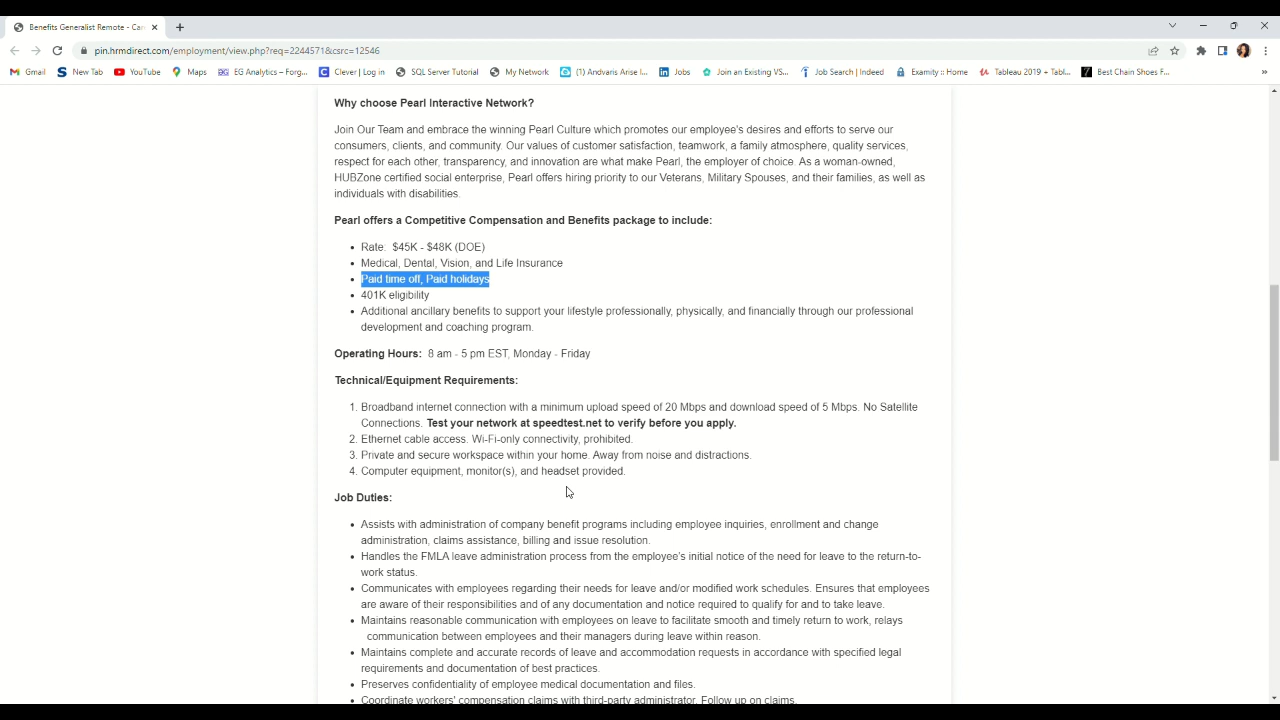 Benefits Generalist Remote - Car
pin.hrmdirect.com/employment/view.php?req=2244571&csrc=12546
Gmail New Tab YouTube Maps EG Analytics – Forg... Clever | Log in SQL Server Tutorial My Network (1) Andvaris Arise I... Jobs Join an Existing VS... Job Search | Indeed Examity :: Home Tableau 2019 + Tabl... Best Chain Shoes F... »
Why choose Pearl Interactive Network?
Join Our Team and embrace the winning Pearl Culture which promotes our employee's desires and efforts to serve our
consumers, clients, and community. Our values of customer satisfaction, teamwork, a family atmosphere, quality services,
respect for each other, transparency, and innovation are what make Pearl, the employer of choice. As a woman-owned,
HUBZone certified social enterprise, Pearl offers hiring priority to our Veterans, Military Spouses, and their families, as well as
individuals with disabilities.
Pearl offers a Competitive Compensation and Benefits package to include:
• Rate: $45K - $48K (DOE)
• Medical, Dental, Vision, and Life Insurance
• Paid time off, Paid holidays
• 401K eligibility
• Additional ancillary benefits to support your lifestyle professionally, physically, and financially through our professional
development and coaching program.
Operating Hours: 8 am - 5 pm EST, Monday - Friday
Technical/Equipment Requirements:
1. Broadband internet connection with a minimum upload speed of 20 Mbps and download speed of 5 Mbps. No Satellite
Connections. Test your network at speedtest.net to verify before you apply.
2. Ethernet cable access. Wi-Fi-only connectivity, prohibited.
3. Private and secure workspace within your home. Away from noise and distractions.
4. Computer equipment, monitor(s), and headset provided.
Job Duties:
• Assists with administration of company benefit programs including employee inquiries, enrollment and change
administration, claims assistance, billing and issue resolution.
• Handles the FMLA leave administration process from the employee's initial notice of the need for leave to the return-to-
work status.
• Communicates with employees regarding their needs for leave and/or modified work schedules. Ensures that employees
are aware of their responsibilities and of any documentation and notice required to qualify for and to take leave.
• Maintains reasonable communication with employees on leave to facilitate smooth and timely return to work, relays
communication between employees and their managers during leave within reason.
• Maintains complete and accurate records of leave and accommodation requests in accordance with specified legal
requirements and documentation of best practices.
• Preserves confidentiality of employee medical documentation and files.
• Coordinate workers' compensation claims with third-party administrator. Follow up on claims.